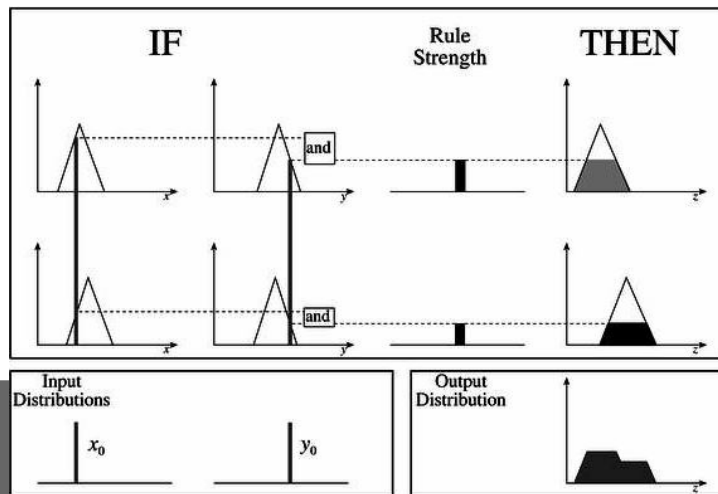 IF
Rule
Strength
THEN
and
x
y
z
and
x
y
z
Input
Distributions
x0
y0
Output
Distribution
z